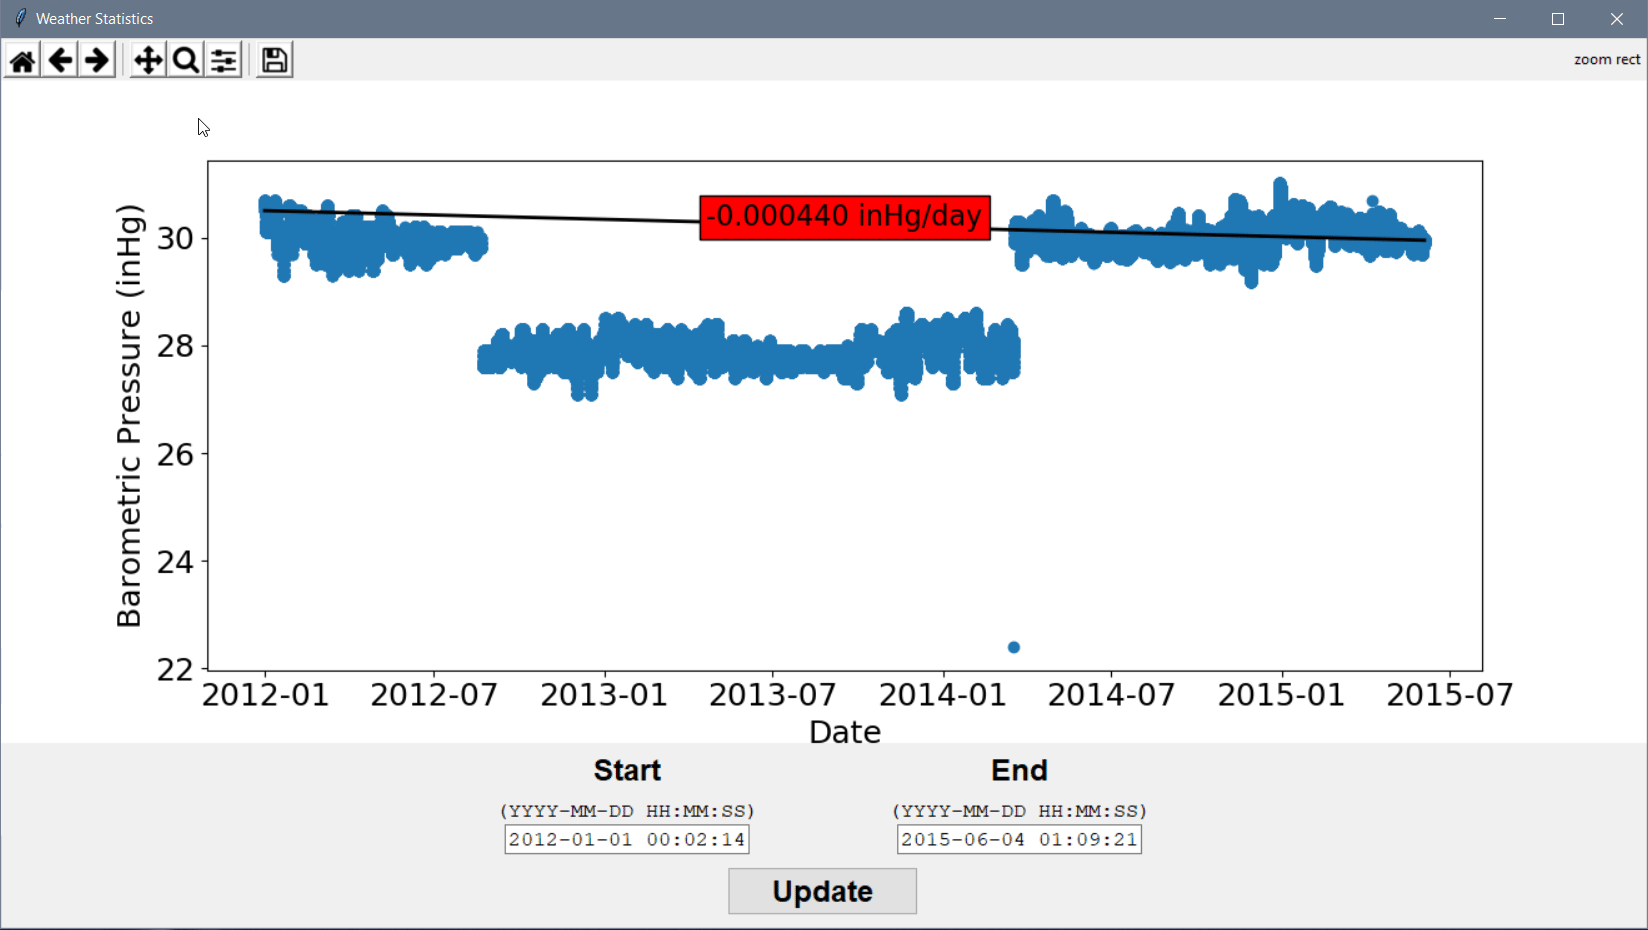 Weather Statistics
zoom rect
-0.000440 inHg/day
Barometric Pressure (inHg)
30
28
26
24
22
2012-01 2012-07 2013-01 2013-07 2014-01 2014-07 2015-01 2015-07
Date
Start End
(YYYY-MM-DD HH:MM:SS) (YYYY-MM-DD HH:MM:SS)
2012-01-01 00:02:14 2015-06-04 01:09:21
Update